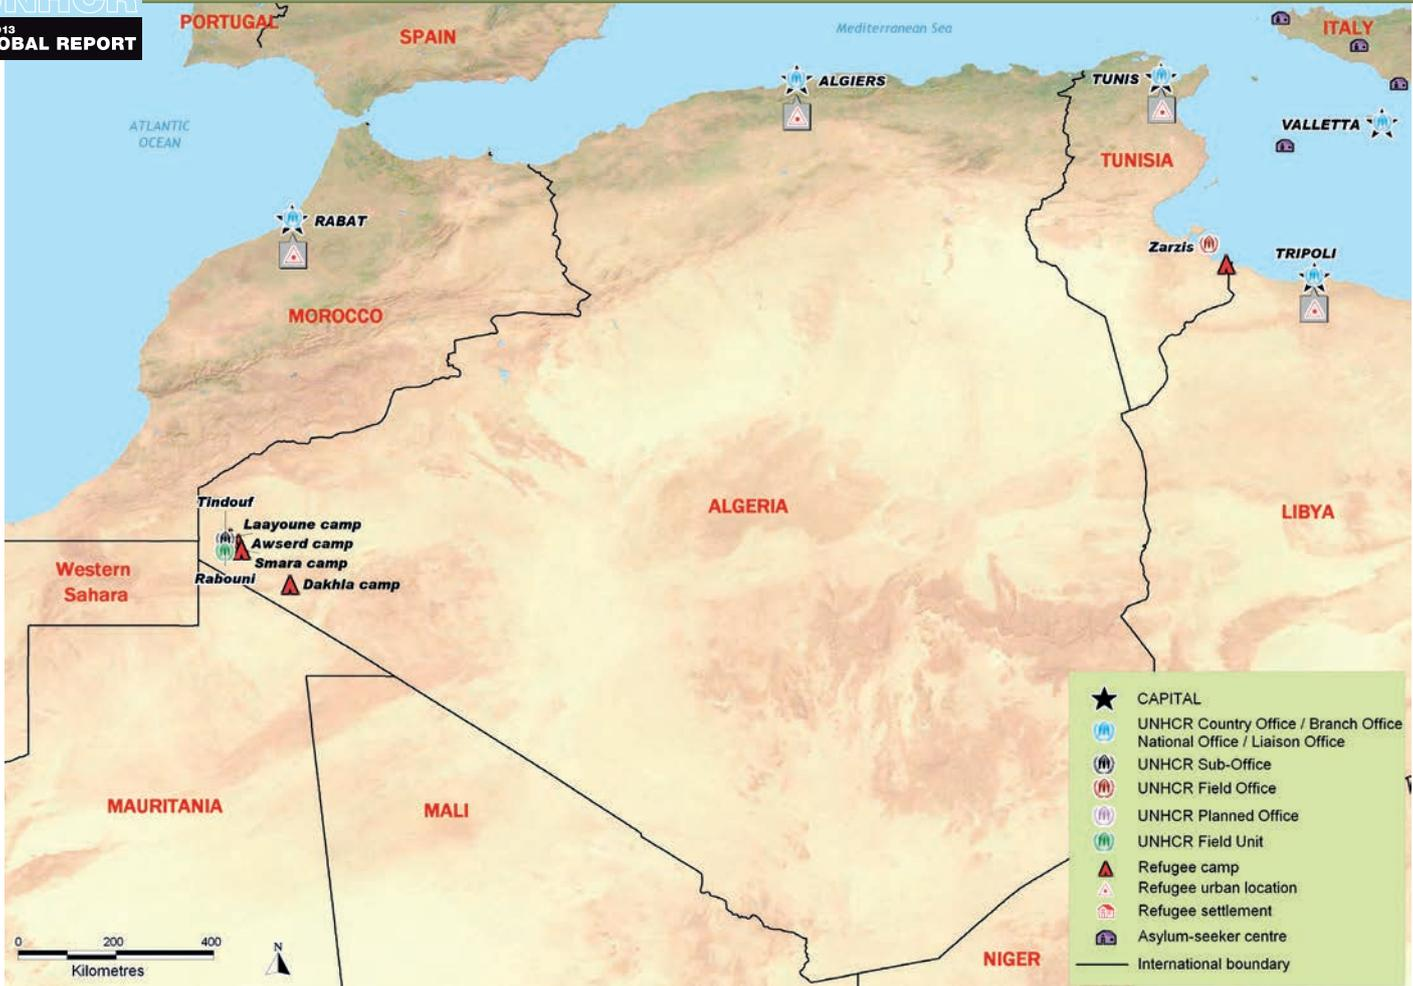 UNHCR
13
OBAL REPORT
PORTUGAL
SPAIN
Mediterranean Sea
ITALY
ALGIERS
TUNIS
ATLANTIC
OCEAN
VALLETTA
TUNISIA
RABAT
Zarzis
TRIPOLI
MOROCCO
Tindouf
ALGERIA
LIBYA
Laayoune camp
Awserd camp
Smara camp
Western
Sahara
Rabouni
Dakhla camp
MAURITANIA
MALI
NIGER
CAPITAL
UNHCR Country Office / Branch Office
National Office / Liaison Office
UNHCR Sub-Office
UNHCR Field Office
UNHCR Planned Office
UNHCR Field Unit
Refugee camp
Refugee urban location
Refugee settlement
Asylum-seeker centre
International boundary
0 200 400
Kilometres
N